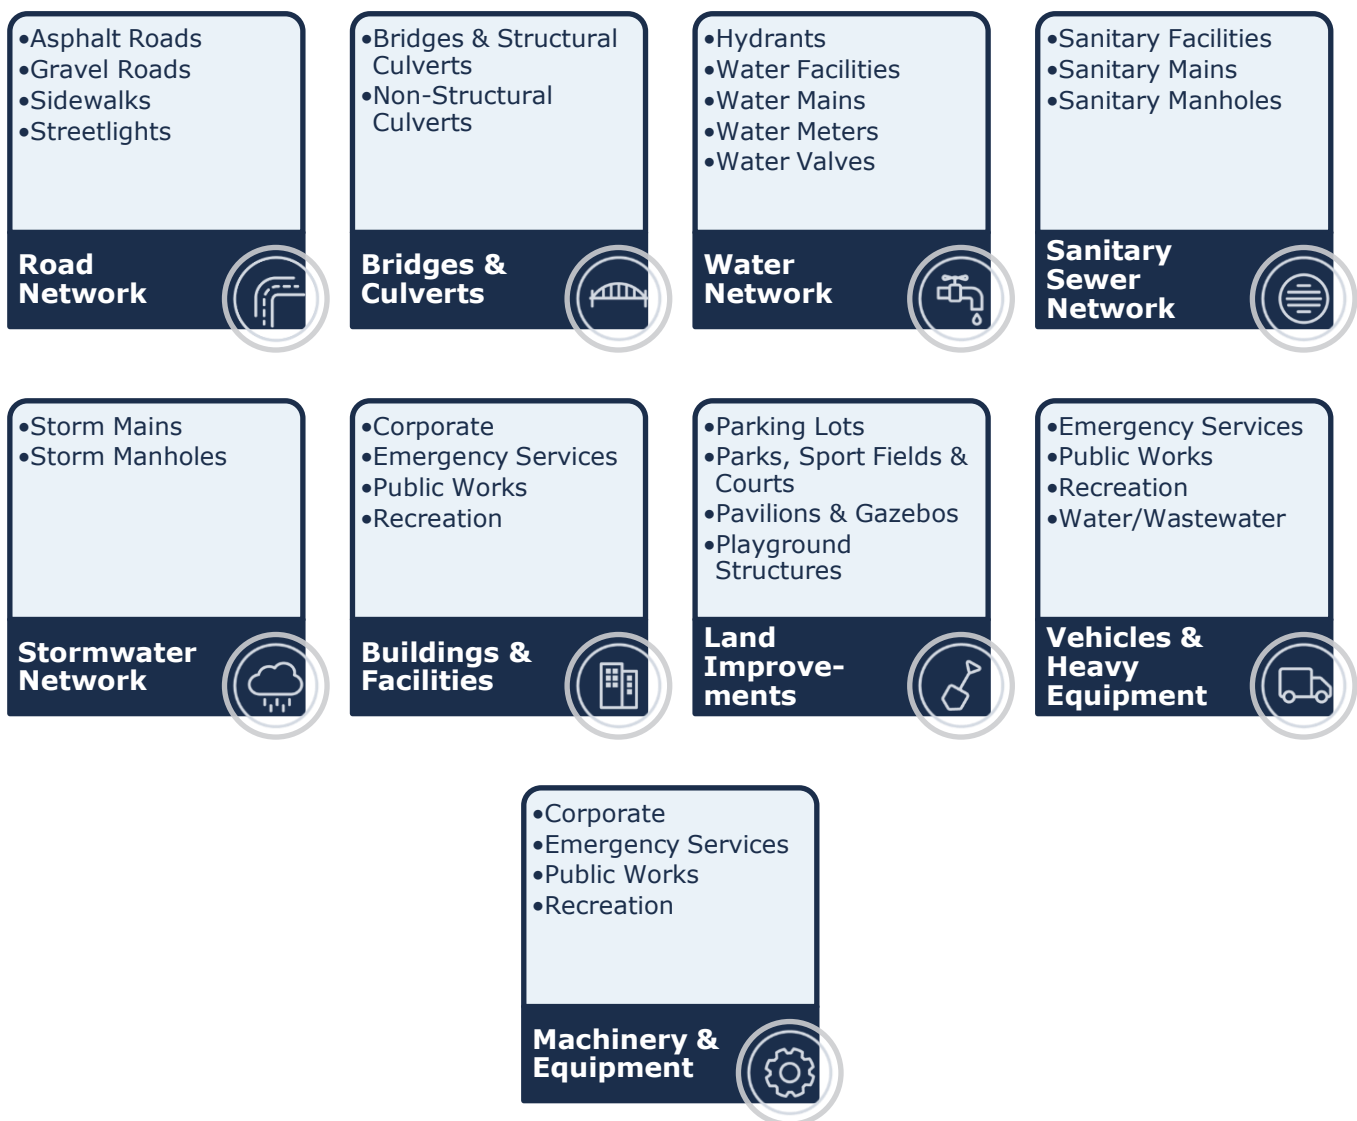 •Asphalt Roads
•Gravel Roads
•Sidewalks
•Streetlights
Road
Network
•Bridges & Structural
Culverts
•Non-Structural
Culverts
Bridges &
Culverts
•Hydrants
•Water Facilities
•Water Mains
•Water Meters
•Water Valves
Water
Network
•Sanitary Facilities
•Sanitary Mains
•Sanitary Manholes
Sanitary
Sewer
Network
•Storm Mains
•Storm Manholes
Stormwater
Network
•Corporate
•Emergency Services
•Public Works
•Recreation
Buildings &
Facilities
•Parking Lots
•Parks, Sport Fields &
Courts
•Pavilions & Gazebos
•Playground
Structures
Land
Improve-
ments
•Emergency Services
•Public Works
•Recreation
•Water/Wastewater
Vehicles &
Heavy
Equipment
•Corporate
•Emergency Services
•Public Works
•Recreation
Machinery &
Equipment